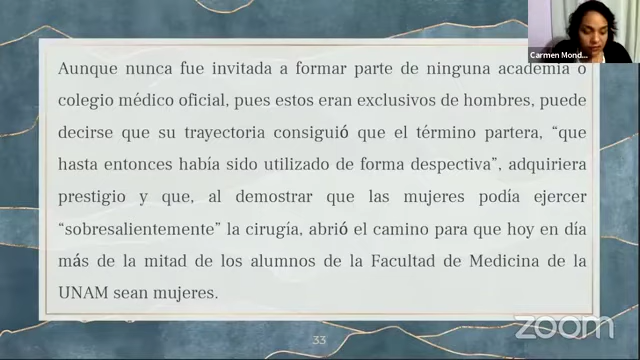 Carmen Mond...
Aunque nunca fue invitada a formar parte de ninguna academia o
colegio médico oficial, pues estos eran exclusivos de hombres, puede
decirse que su trayectoria consiguió que el término partera, “que
hasta entonces había sido utilizado de forma despectiva”, adquiriera
prestigio y que, al demostrar que las mujeres podía ejercer
“sobresalientemente” la cirugía, abrió el camino para que hoy en día
más de la mitad de los alumnos de la Facultad de Medicina de la
UNAM sean mujeres.
33
zoom